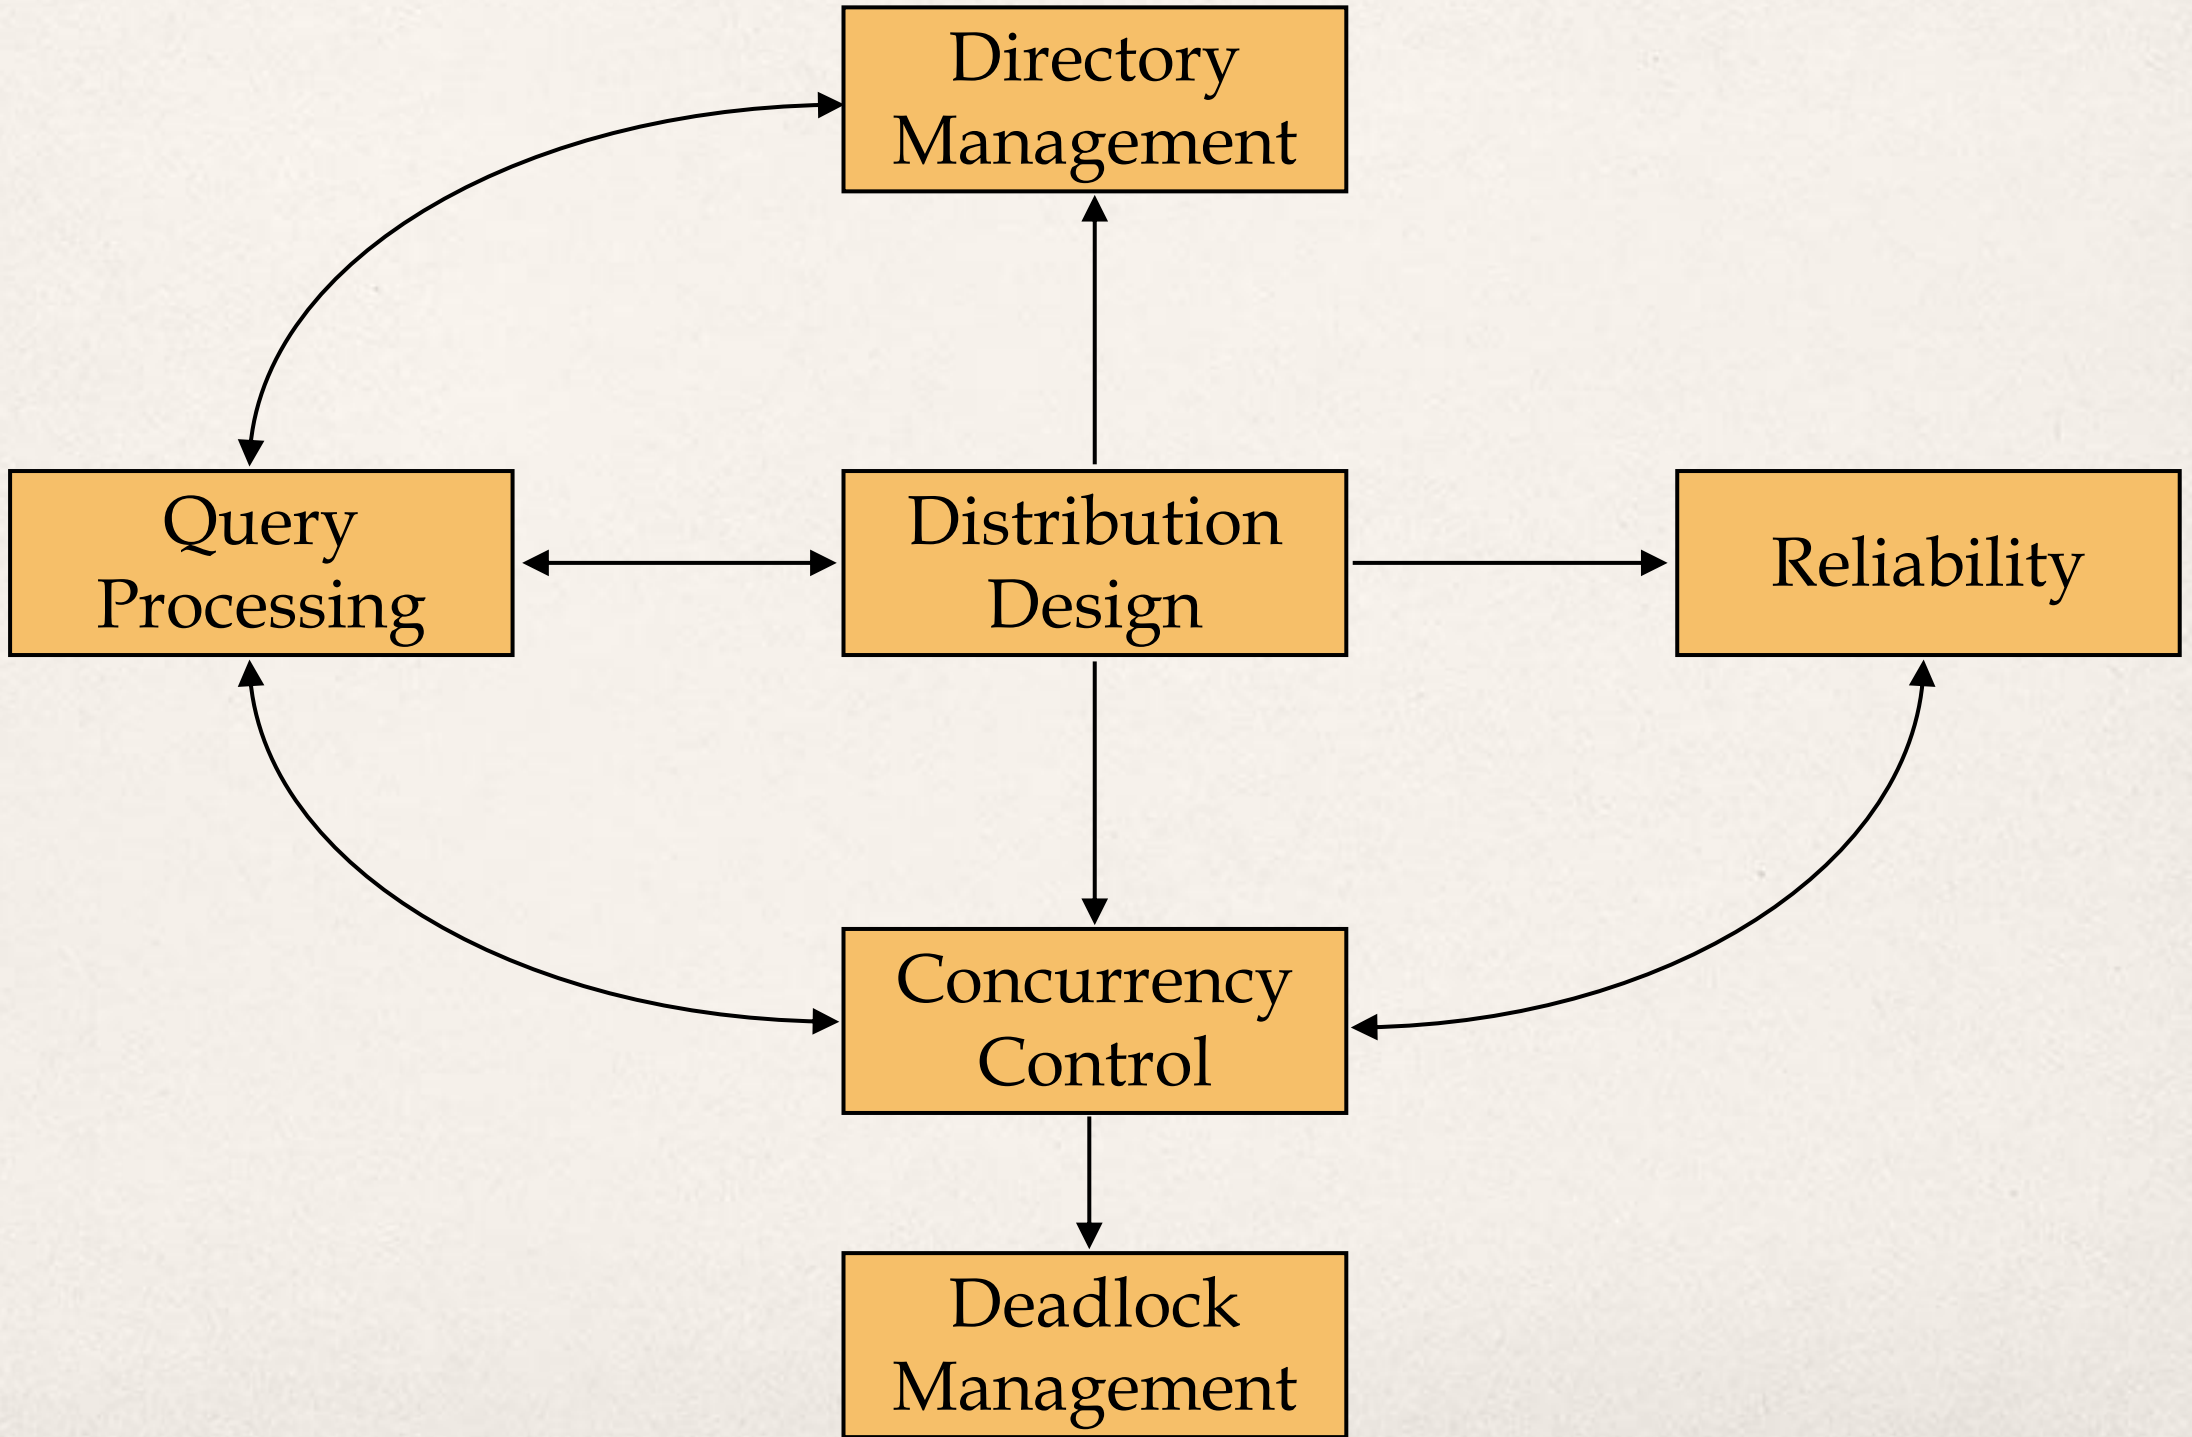 Directory
Management
Query
Processing
Distribution
Design
Reliability
Concurrency
Control
Deadlock
Management